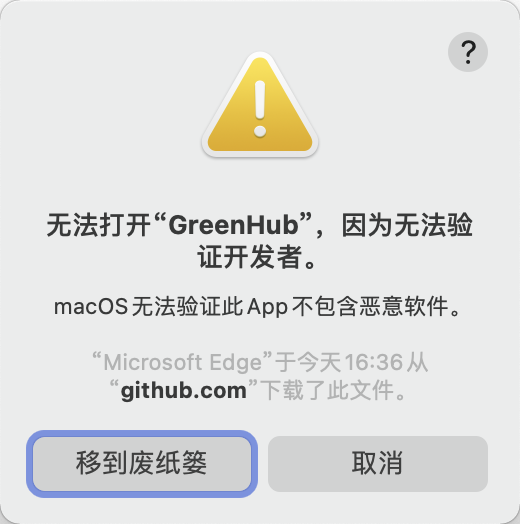 ?
无法打开“GreenHub”，因为无法验
证开发者。
macOS无法验证此App不包含恶意软件。
“Microsoft Edge”于今天16:36从
“github.com”下载了此文件。
移到废纸篓
取消